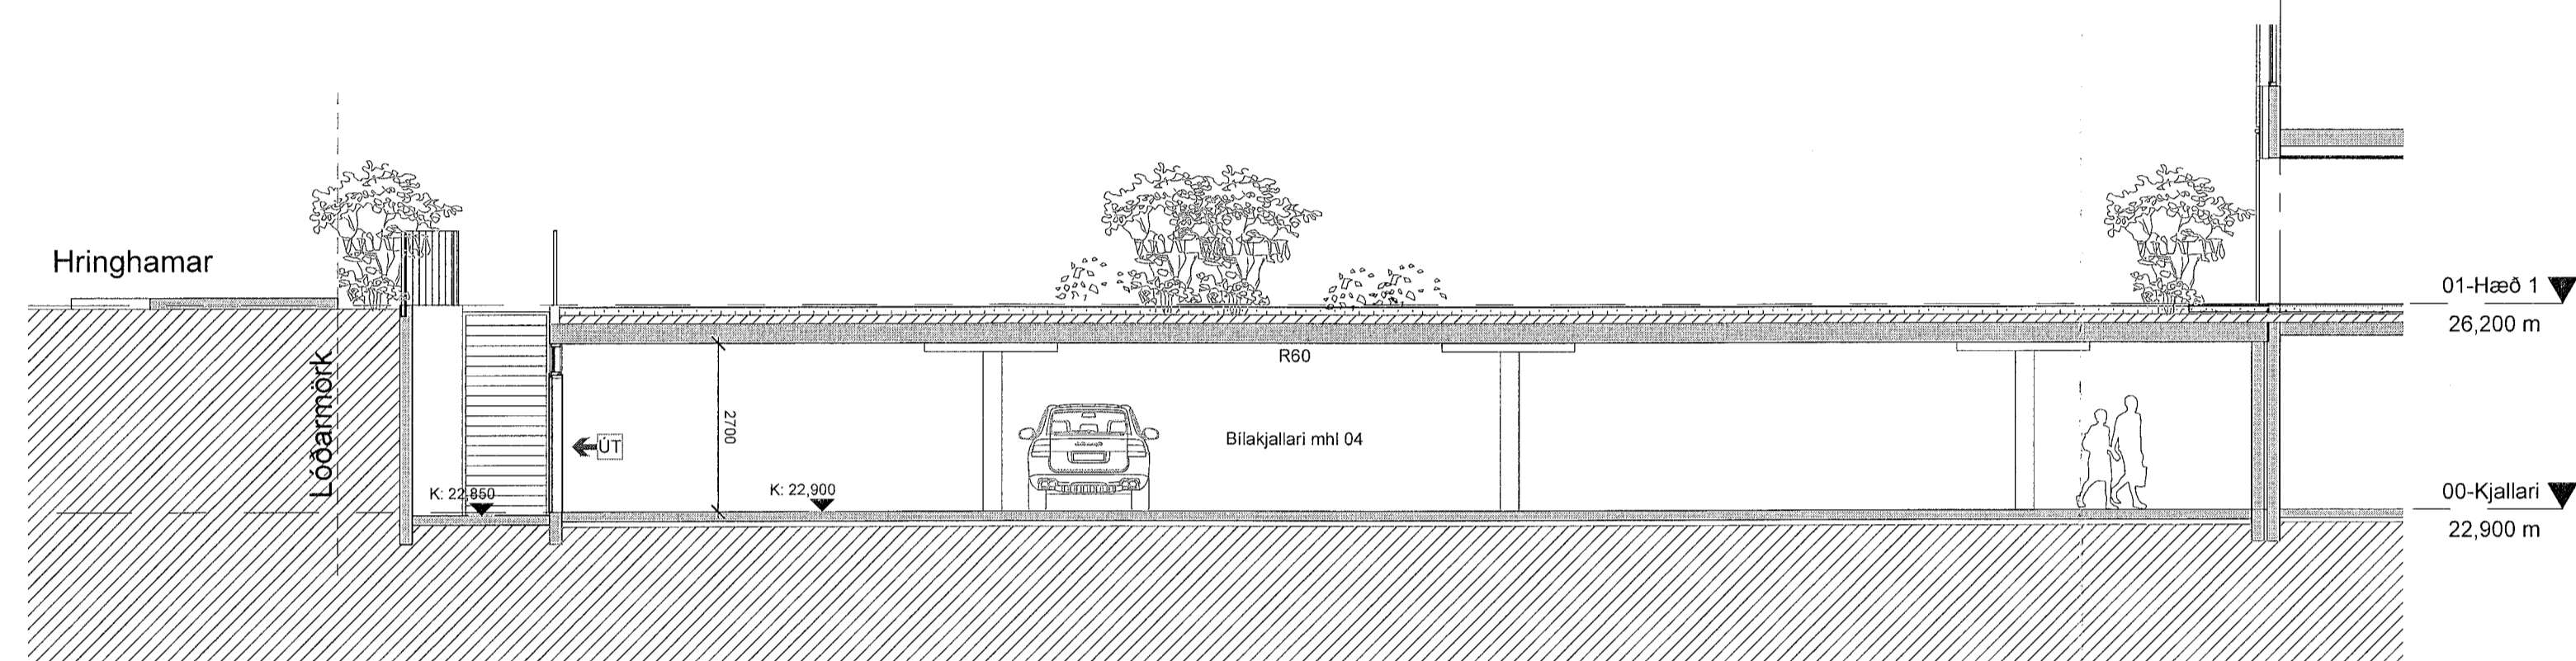 Hringhamar
Lóðarmörk
01-Hæð 1
26,200 m
R60
2700
ÚT
Bílakjallari mhl 04
K: 22,850
K: 22,900
00-Kjallari
22,900 m